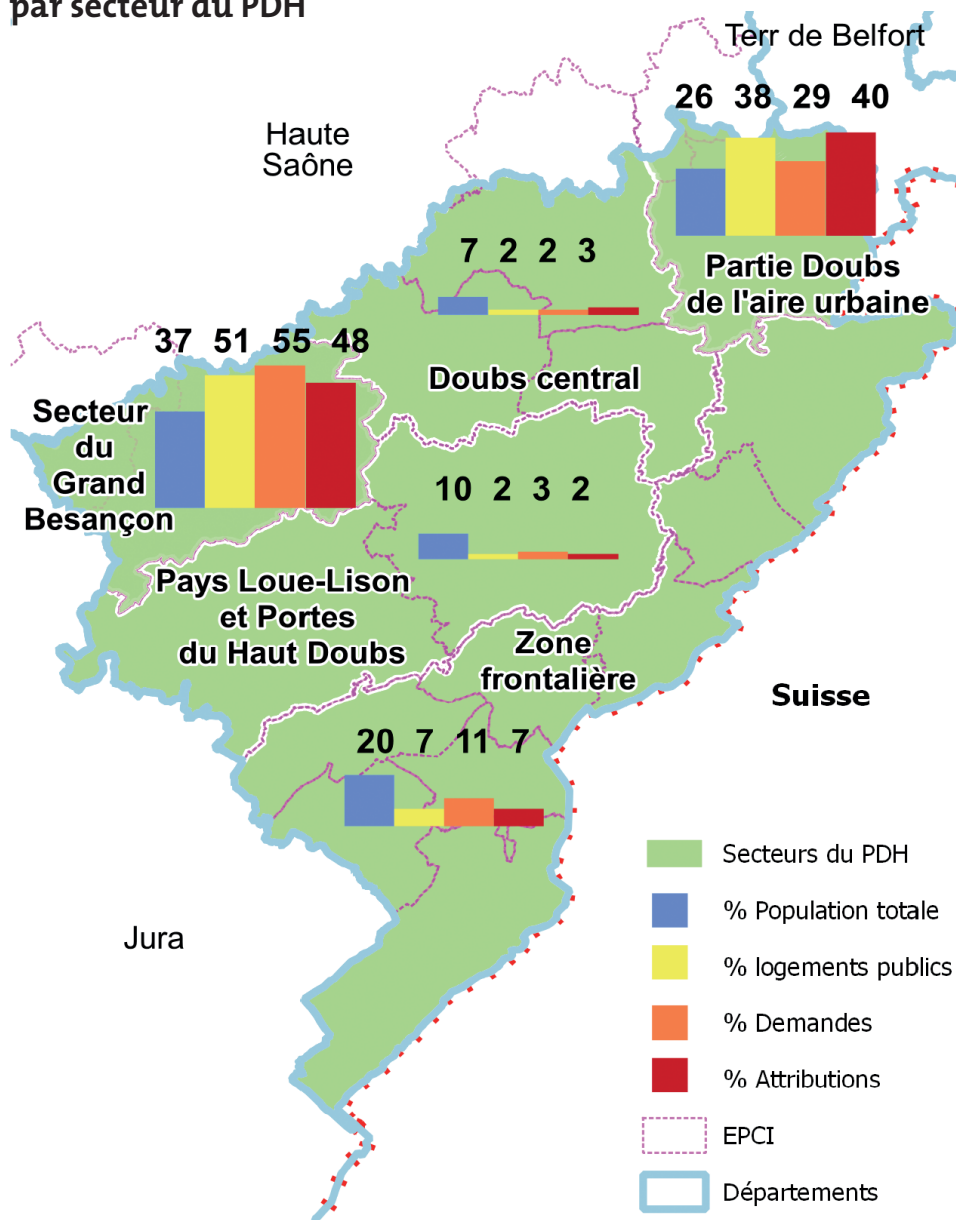 par secteur du PDH
Terr de Belfort
26 38 29 40
Haute
Saône
7 2 2 3
Partie Doubs
de l'aire urbaine
37 51 55 48
Doubs central
Secteur
du
Grand
Besançon
10 2 3 2
Pays Loue-Lison
et Portes
du Haut Doubs
Zone
frontalière
Suisse
20 7 11 7
Jura
Secteurs du PDH
% Population totale
% logements publics
% Demandes
% Attributions
EPCI
Départements